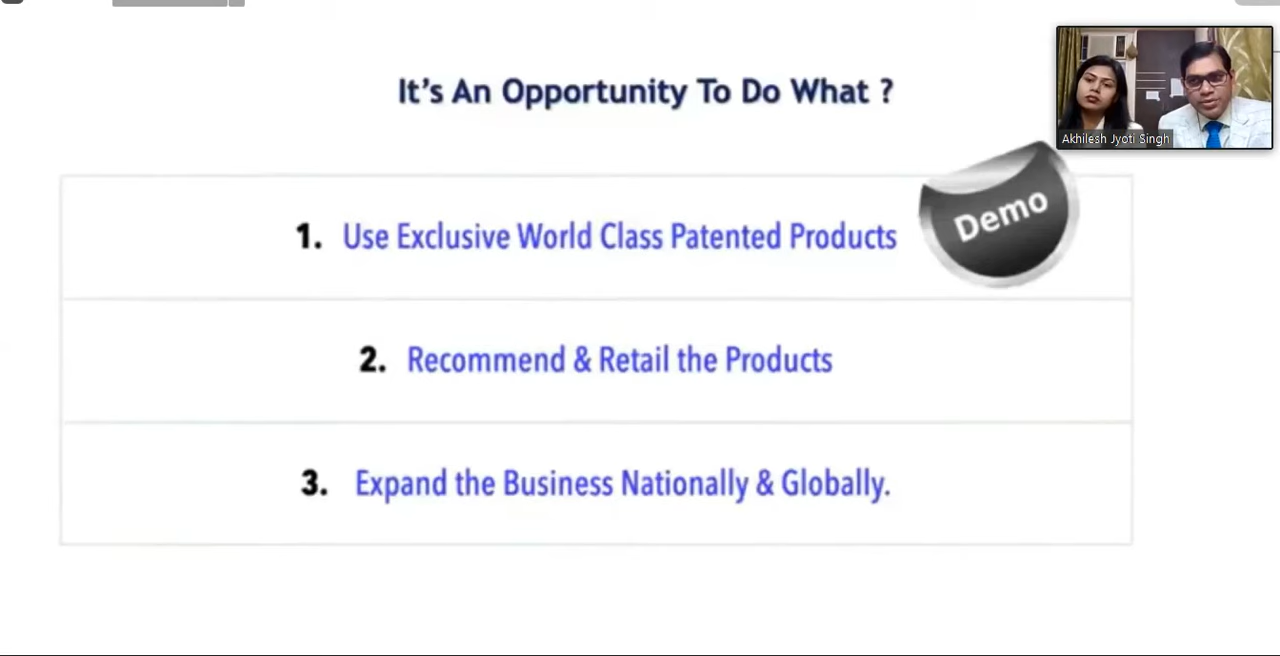 It's An Opportunity To Do What ?
Akhilesh Jyoti Singh
Demo
1. Use Exclusive World Class Patented Products
2. Recommend & Retail the Products
3. Expand the Business Nationally & Globally.